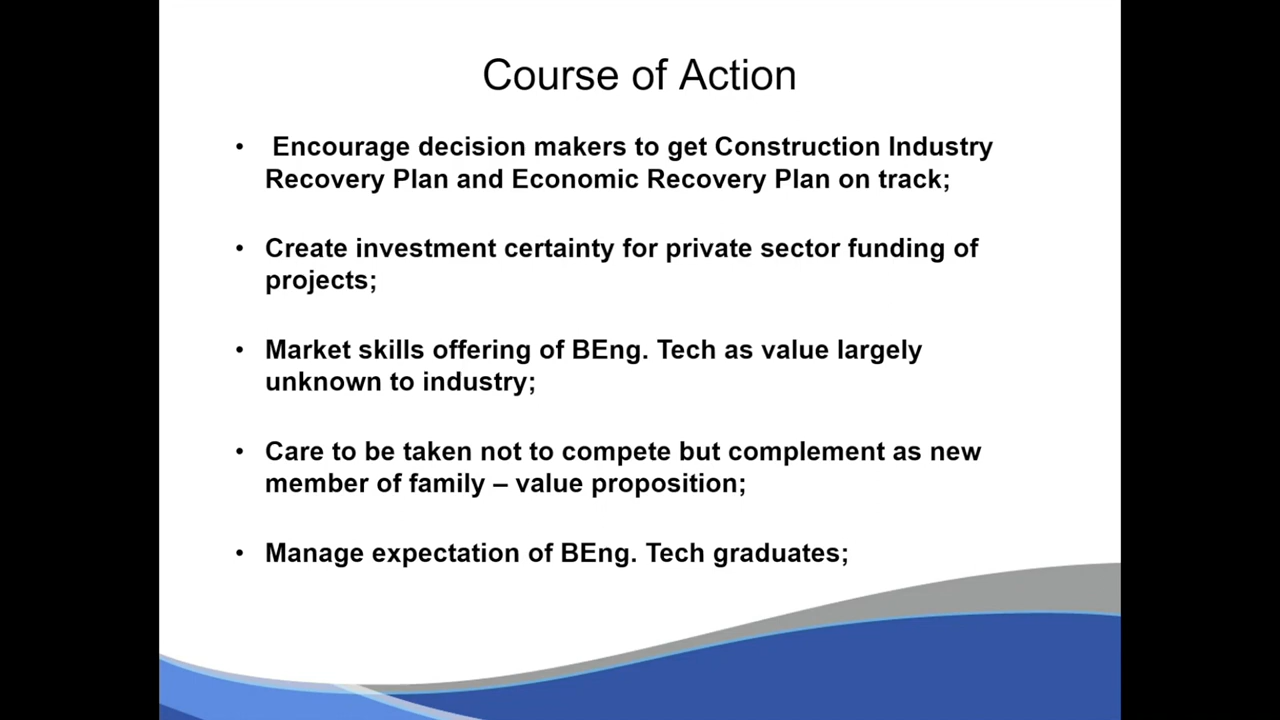 Course of Action
• Encourage decision makers to get Construction Industry
Recovery Plan and Economic Recovery Plan on track;
• Create investment certainty for private sector funding of
projects;
• Market skills offering of BEng. Tech as value largely
unknown to industry;
• Care to be taken not to compete but complement as new
member of family – value proposition;
• Manage expectation of BEng. Tech graduates;